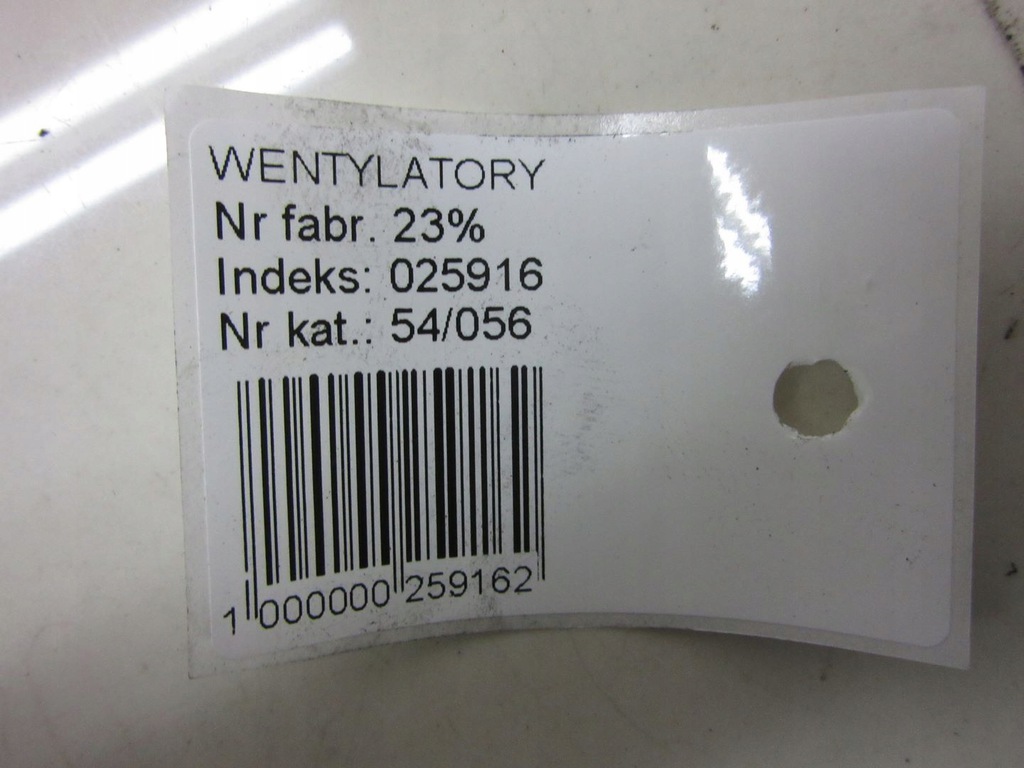 WENTYLATORY
Nr fabr. 23%
Indeks: 025916
Nr kat.: 54/056
1 000000 259162